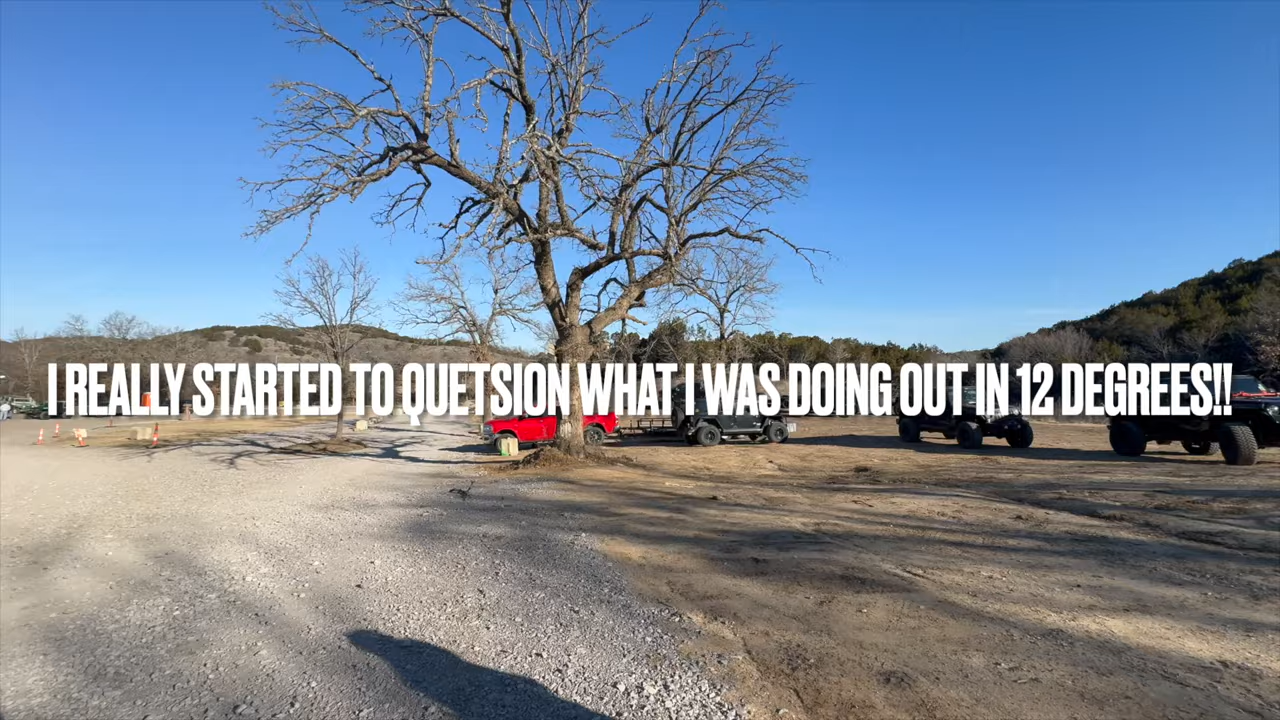 I REALLY STARTED TO QUETSION WHAT I WAS DOING OUT IN 12 DEGREES!!